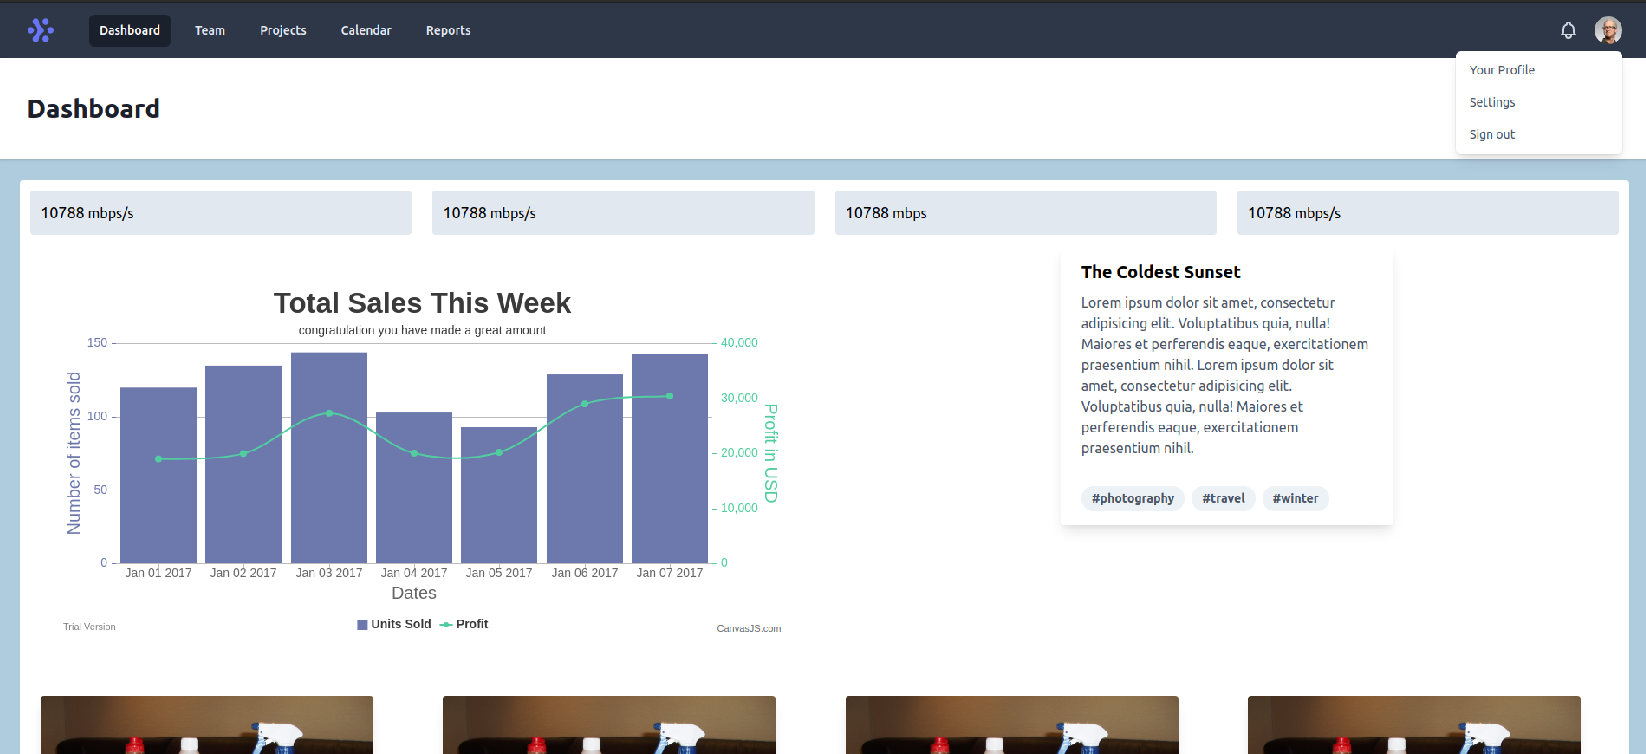 Dashboard
Team
Projects
Calendar
Reports
Your Profile
Settings
Sign out
Dashboard
10788 mbps/s
10788 mbps/s
10788 mbps
10788 mbps/s
Total Sales This Week
congratulation you have made a great amount
150
100
50
0
Number of items sold
40,000
30,000
20,000
10,000
0
Profit in USD
Jan 01 2017
Jan 02 2017
Jan 03 2017
Jan 04 2017
Jan 05 2017
Jan 06 2017
Jan 07 2017
Dates
Units Sold
Profit
Trial Version
CanvasJS.com
The Coldest Sunset
Lorem ipsum dolor sit amet, consectetur
adipisicing elit. Voluptatibus quia, nulla!
Maiores et perferendis eaque, exercitationem
praesentium nihil. Lorem ipsum dolor sit
amet, consectetur adipisicing elit.
Voluptatibus quia, nulla! Maiores et
perferendis eaque, exercitationem
praesentium nihil.
#photography
#travel
#winter